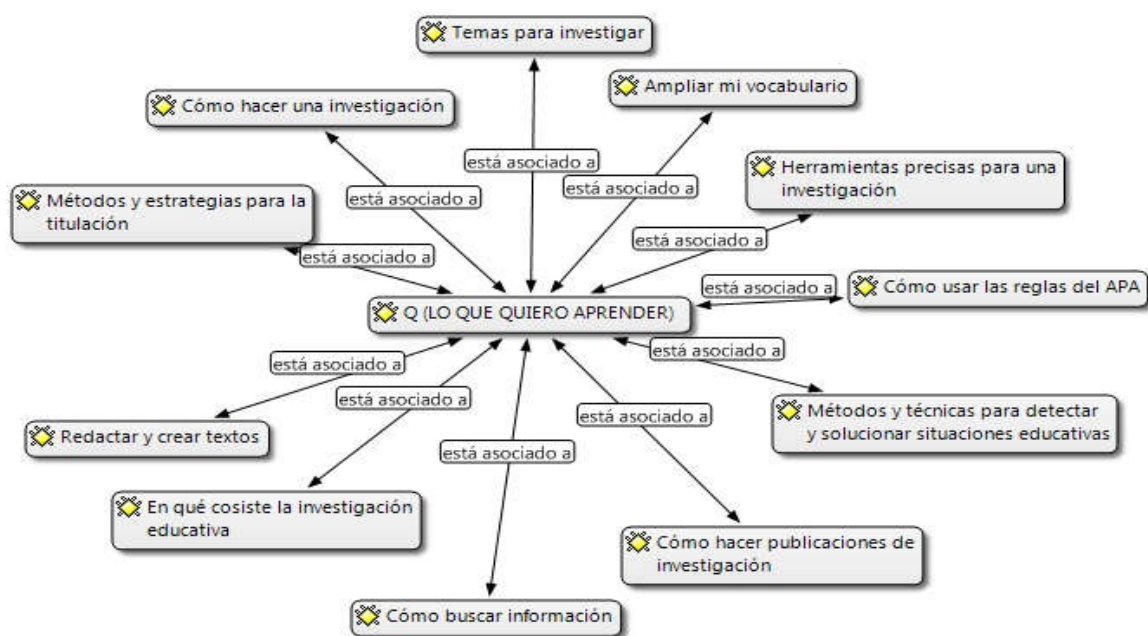 Temas para investigar
Ampliar mi vocabulario
Cómo hacer una investigación
está asociado a
Herramientas precisas para una
investigación
está asociado a
está asociado a
Métodos y estrategias para la
titulación
está asociado a
está asociado a
está asociado a
Cómo usar las reglas del APA
Q (LO QUE QUIERO APRENDER)
está asociado a
está asociado a
está asociado a
está asociado a
Métodos y técnicas para detectar
y solucionar situaciones educativas
Redactar y crear textos
está asociado a
está asociado a
En qué cosiste la investigación
educativa
Cómo hacer publicaciones de
investigación
Cómo buscar información